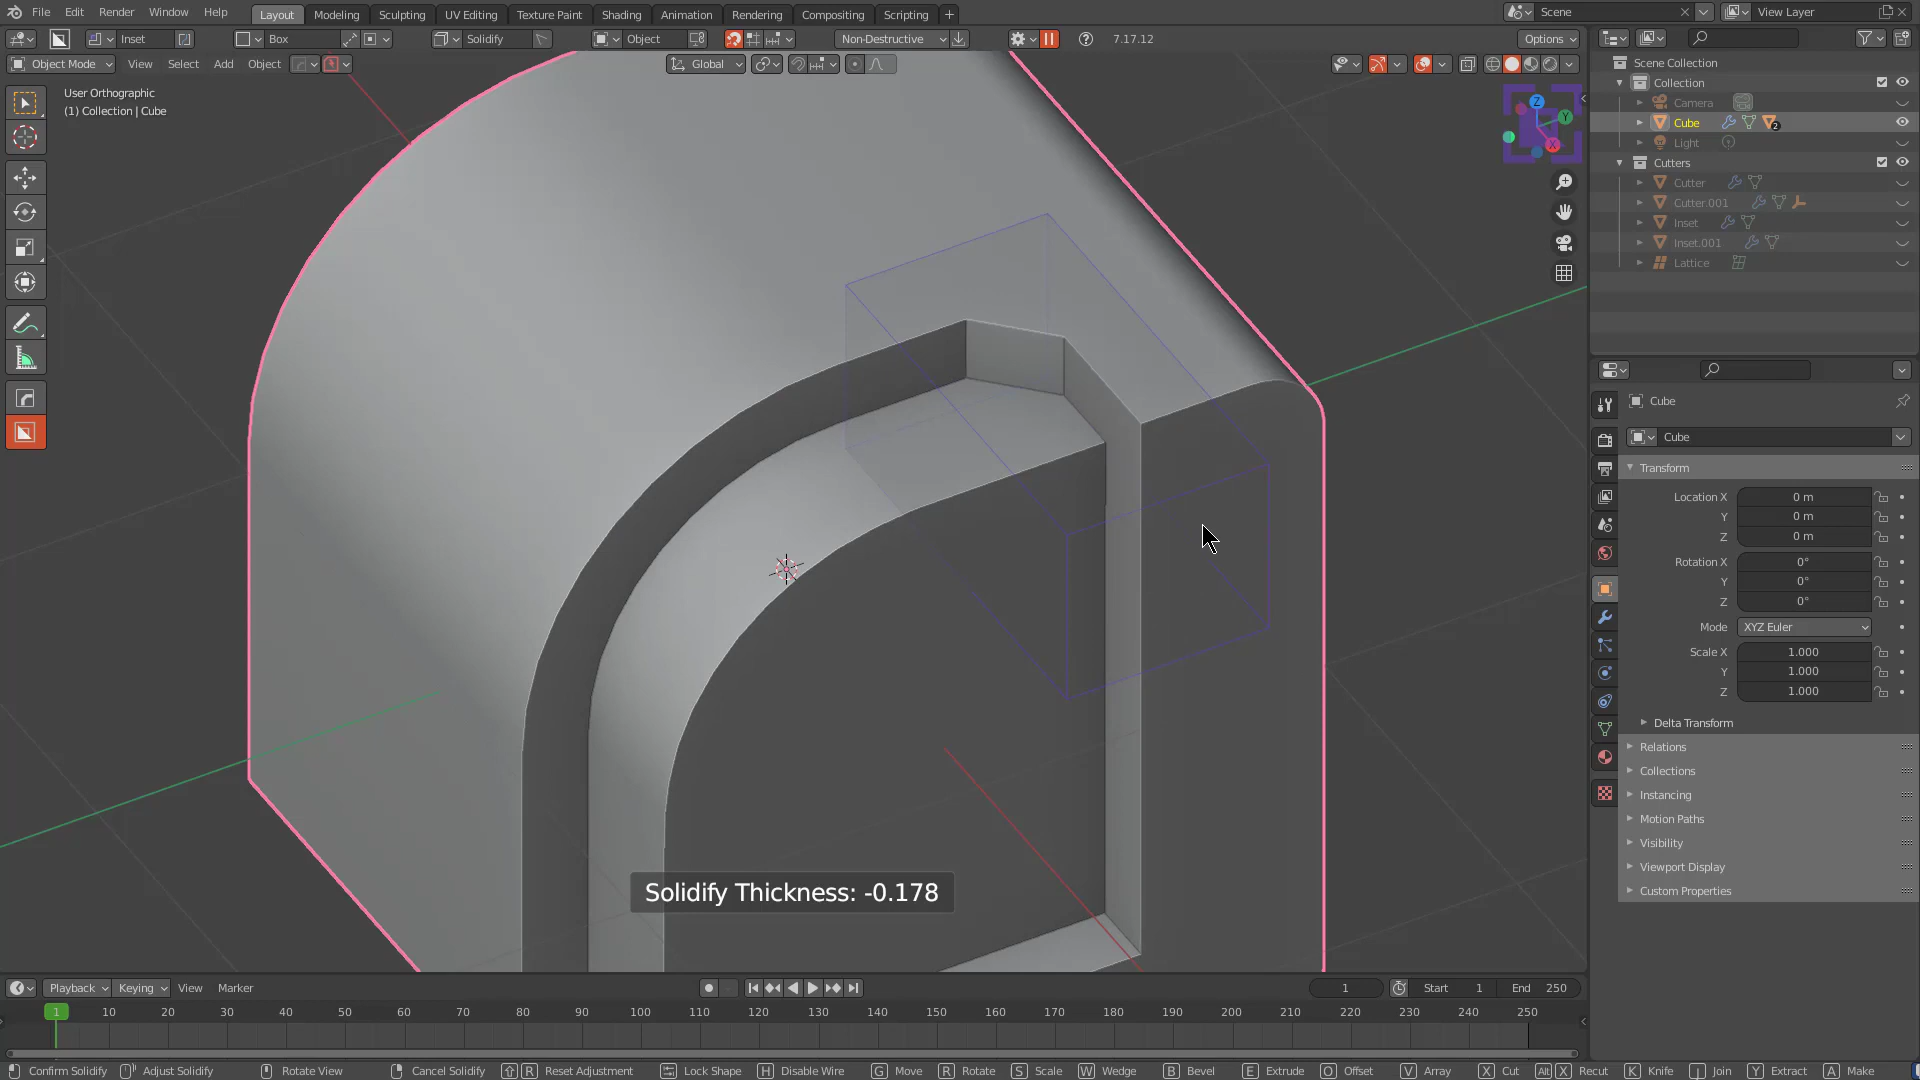 File Edit Render Window Help Layout Modeling Sculpting UV Editing Texture Paint Shading Animation Rendering Compositing Scripting + Scene View Layer
Inset Box Solidify Object Non-Destructive 7.17.12 Options
Object Mode View Select Add Object Global
User Orthographic
(1) Collection | Cube
Z
Y
X
Scene Collection
Collection
Camera
Cube 2
Light
Cutters
Cutter
Cutter.001
Inset
Inset.001
Lattice
Cube
Cube
Transform
Location X 0 m
Y 0 m
Z 0 m
Rotation X 0°
Y 0°
Z 0°
Mode XYZ Euler
Scale X 1.000
Y 1.000
Z 1.000
Delta Transform
Relations
Collections
Instancing
Motion Paths
Visibility
Viewport Display
Custom Properties
Solidify Thickness: -0.178
Playback Keying View Marker 1 Start 1 End 250
1 10 20 30 40 50 60 70 80 90 100 110 120 130 140 150 160 170 180 190 200 210 220 230 240 250
Confirm Solidify Adjust Solidify Rotate View Cancel Solidify R Reset Adjustment Lock Shape H Disable Wire G Move R Rotate S Scale W Wedge B Bevel E Extrude O Offset V Array X Cut Alt X Recut K Knife J Join Y Extract A Make